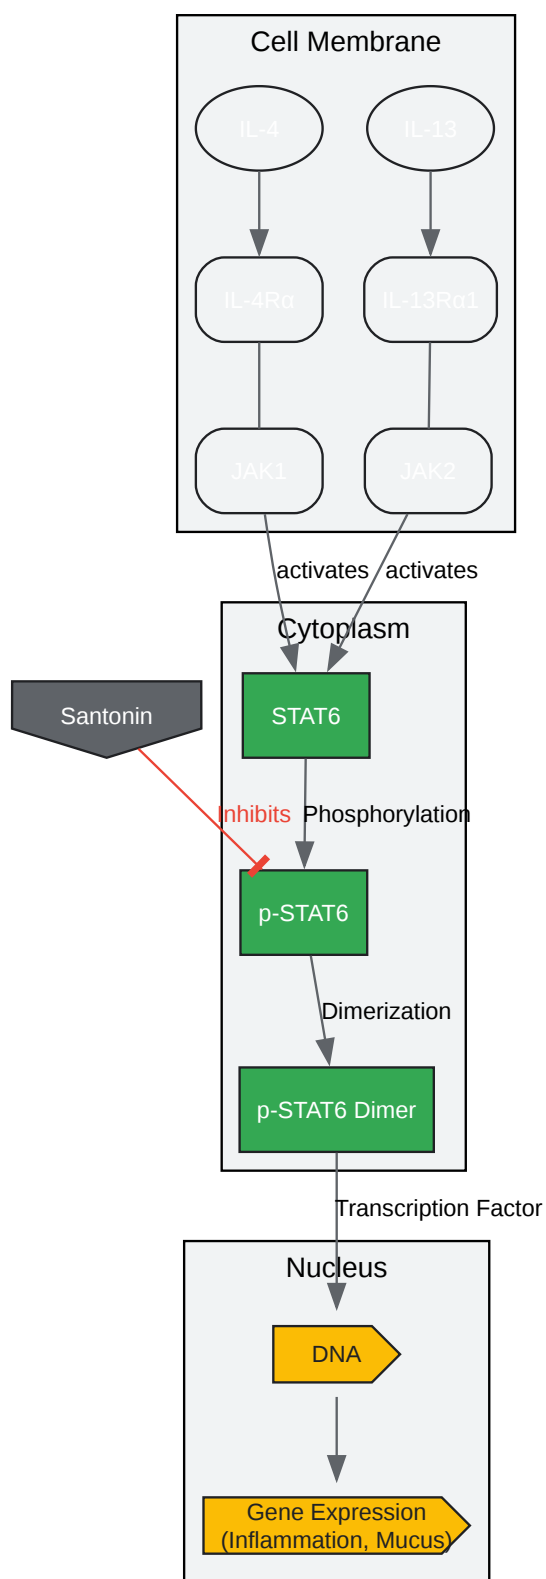 Cell Membrane
IL-4
IL-13
IL-4Rα
IL-13Rα1
JAK1
JAK2
activates
activates
Cytoplasm
Santonin
STAT6
Inhibits
Phosphorylation
p-STAT6
Dimerization
p-STAT6 Dimer
Transcription Factor
Nucleus
DNA
Gene Expression
(Inflammation, Mucus)